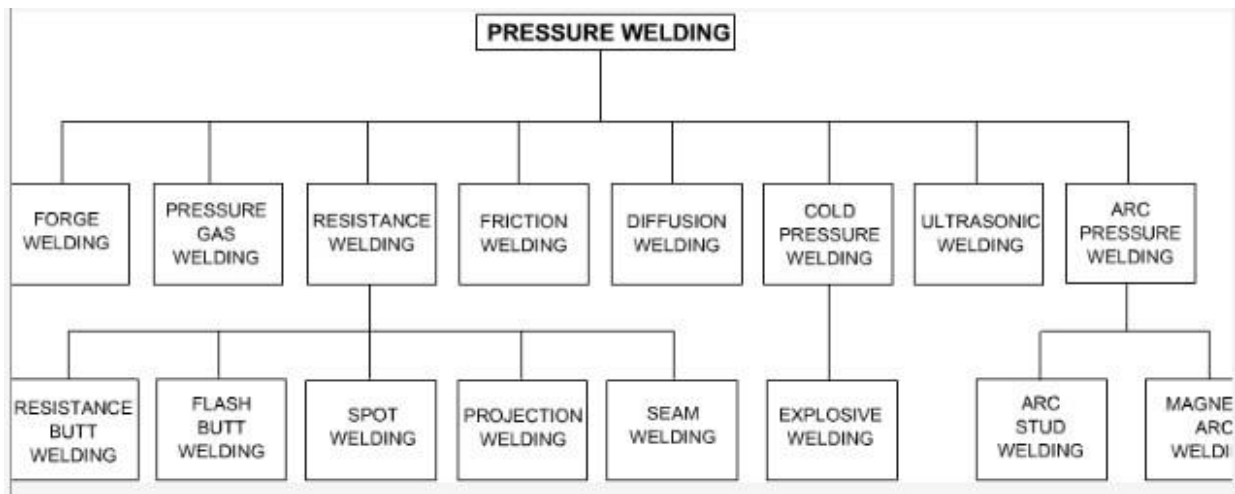 PRESSURE WELDING
FORGE
WELDING
PRESSURE
GAS
WELDING
RESISTANCE
WELDING
FRICTION
WELDING
DIFFUSION
WELDING
COLD
PRESSURE
WELDING
ULTRASONIC
WELDING
ARC
PRESSURE
WELDING
RESISTANCE
BUTT
WELDING
FLASH
BUTT
WELDING
SPOT
WELDING
PROJECTION
WELDING
SEAM
WELDING
EXPLOSIVE
WELDING
ARC
STUD
WELDING
ARC